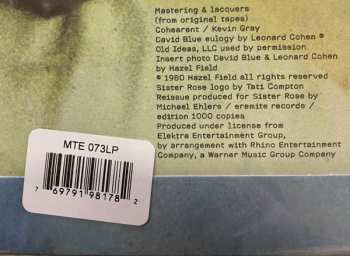 Mastering & lacquers
(from original tapes)
Cohearent / Kevin Gray
David Blue eulogy by Leonard Cohen ©
Old Ideas, LLC used by permission
Insert photo David Blue & Leonard Cohen
by Hazel Field
© 1980 Hazel Field all rights reserved
Sister Rose logo by Tati Compton
Reissue produced for Sister Rose by
Michael Ehlers / eremite records /
edition 1000 copies
Produced under license from
Elektra Entertainment Group,
by arrangement with Rhino Entertainment
Company, a Warner Music Group Company
MTE 073LP
7 69791 98178 2